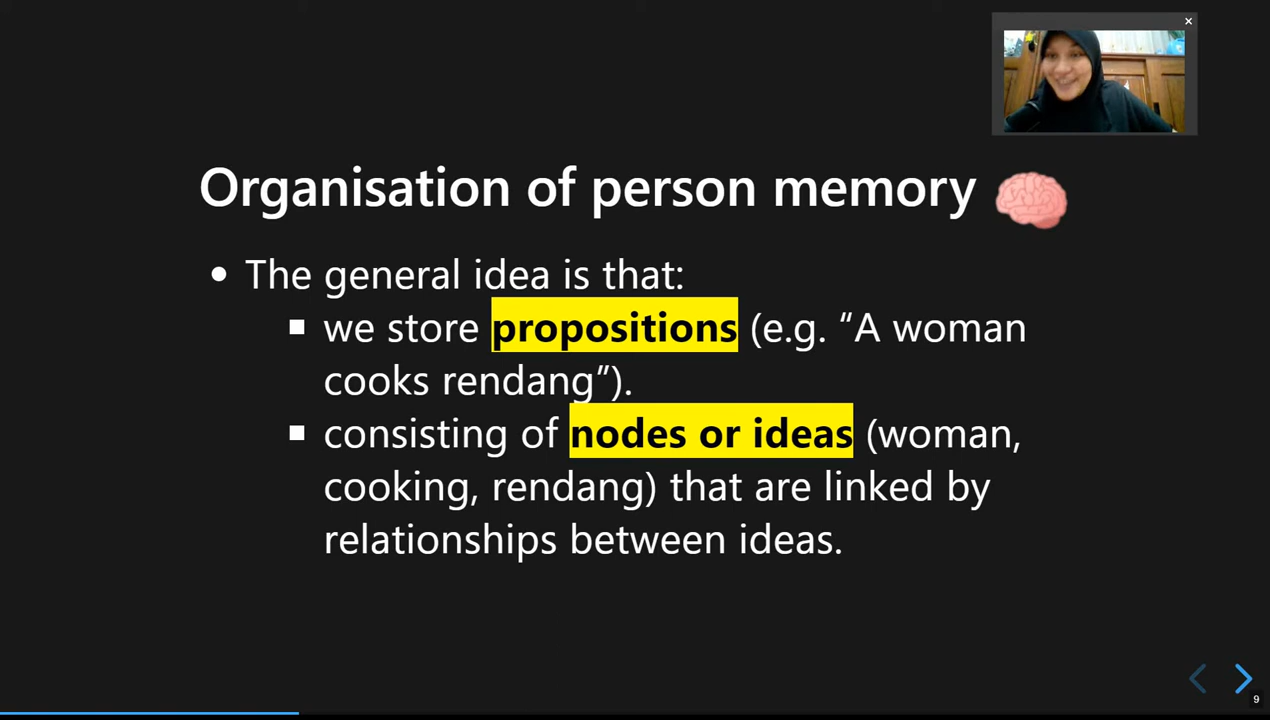 Organisation of person memory
The general idea is that:
we store propositions (e.g. “A woman
cooks rendang”).
consisting of nodes or ideas (woman,
cooking, rendang) that are linked by
relationships between ideas.
9